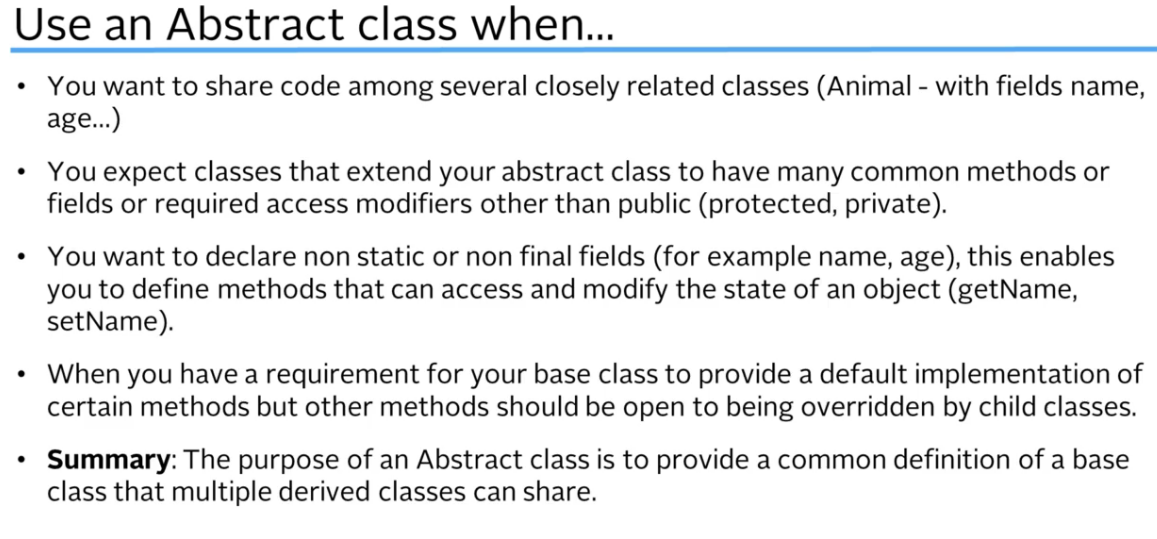 Use an Abstract class when...
• You want to share code among several closely related classes (Animal - with fields name,
age...)
• You expect classes that extend your abstract class to have many common methods or
fields or required access modifiers other than public (protected, private).
• You want to declare non static or non final fields (for example name, age), this enables
you to define methods that can access and modify the state of an object (getName,
setName).
• When you have a requirement for your base class to provide a default implementation of
certain methods but other methods should be open to being overridden by child classes.
• Summary: The purpose of an Abstract class is to provide a common definition of a base
class that multiple derived classes can share.